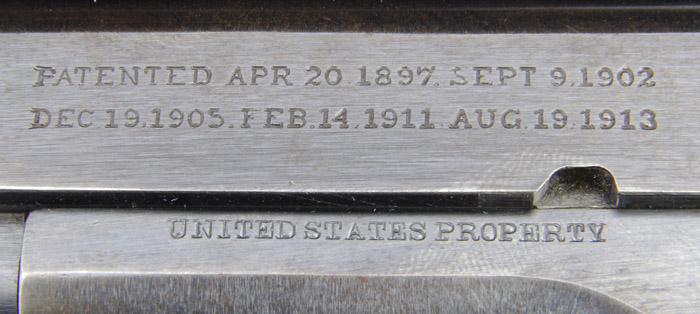 PATENTED APR 20 1897. SEPT 9.1902
DEC 19.1905. FEB.14.1911 AUG.19.1913
UNITED STATES PROPERTY